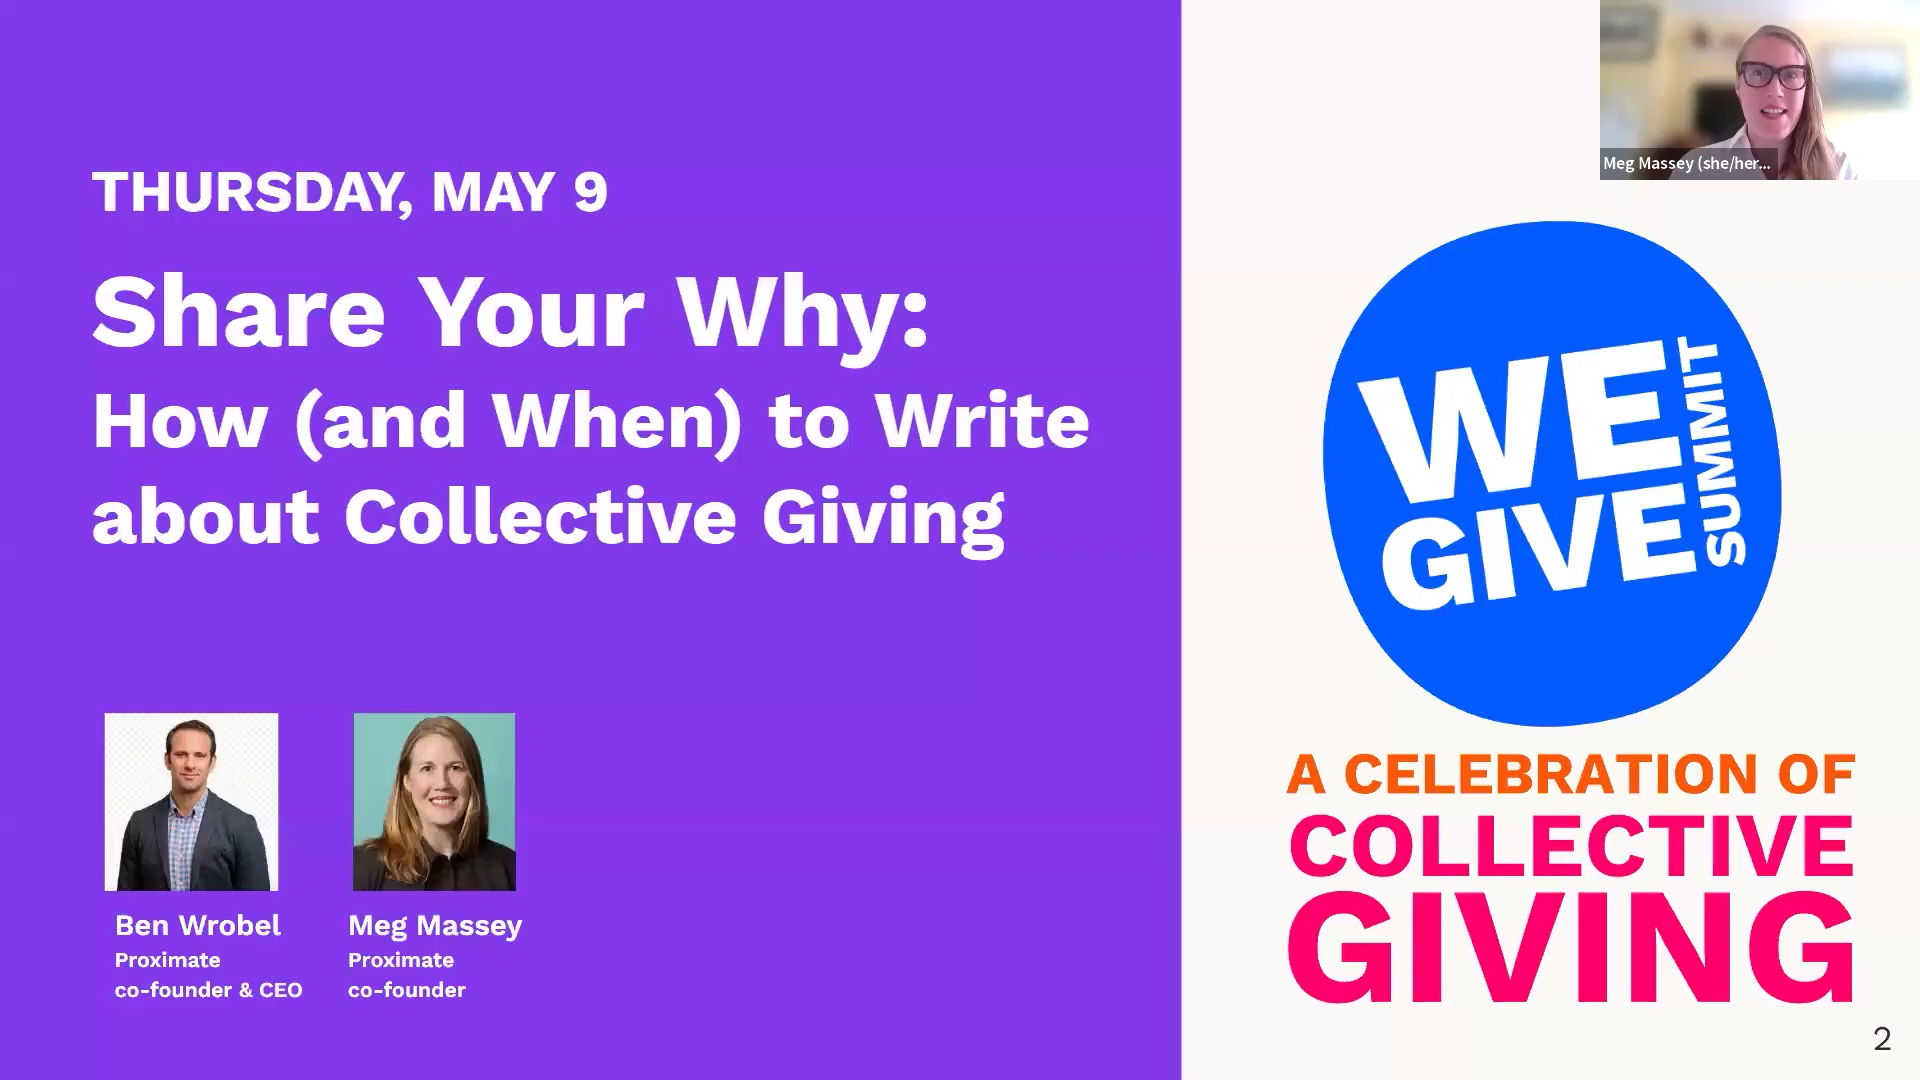 Meg Massey (she/her...
THURSDAY, MAY 9
Share Your Why:
How (and When) to Write
about Collective Giving
WE
GIVE
SUMMIT
A CELEBRATION OF
COLLECTIVE
GIVING
Ben Wrobel
Proximate
co-founder & CEO
Meg Massey
Proximate
co-founder
2